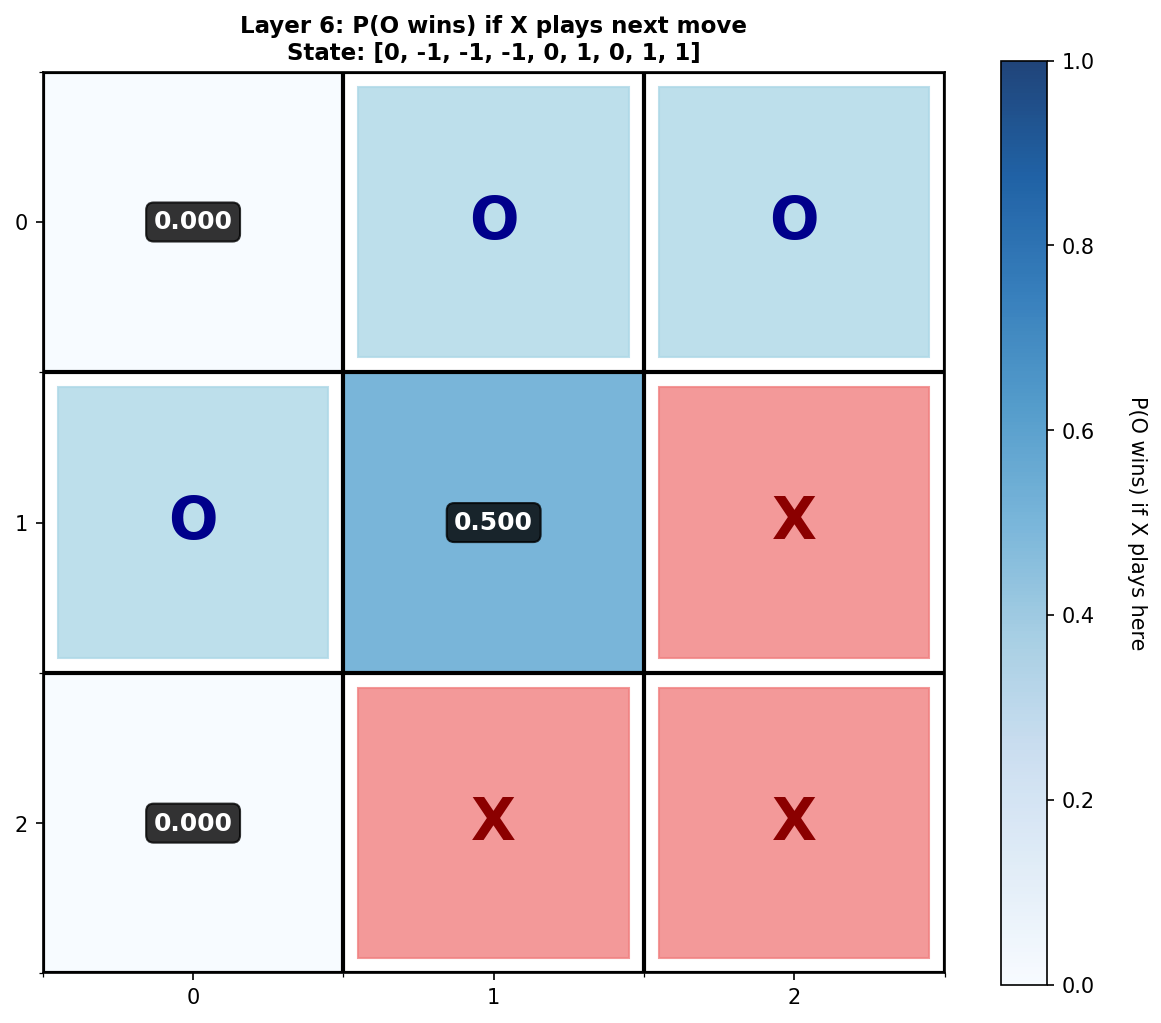 Layer 6: P(O wins) if X plays next move
State: [0, -1, -1, -1, 0, 1, 0, 1, 1]
0
0.000
O
O
1
O
0.500
X
2
0.000
X
X
0
1
2
1.0
0.8
0.6
0.4
0.2
0.0
P(O wins) if X plays here